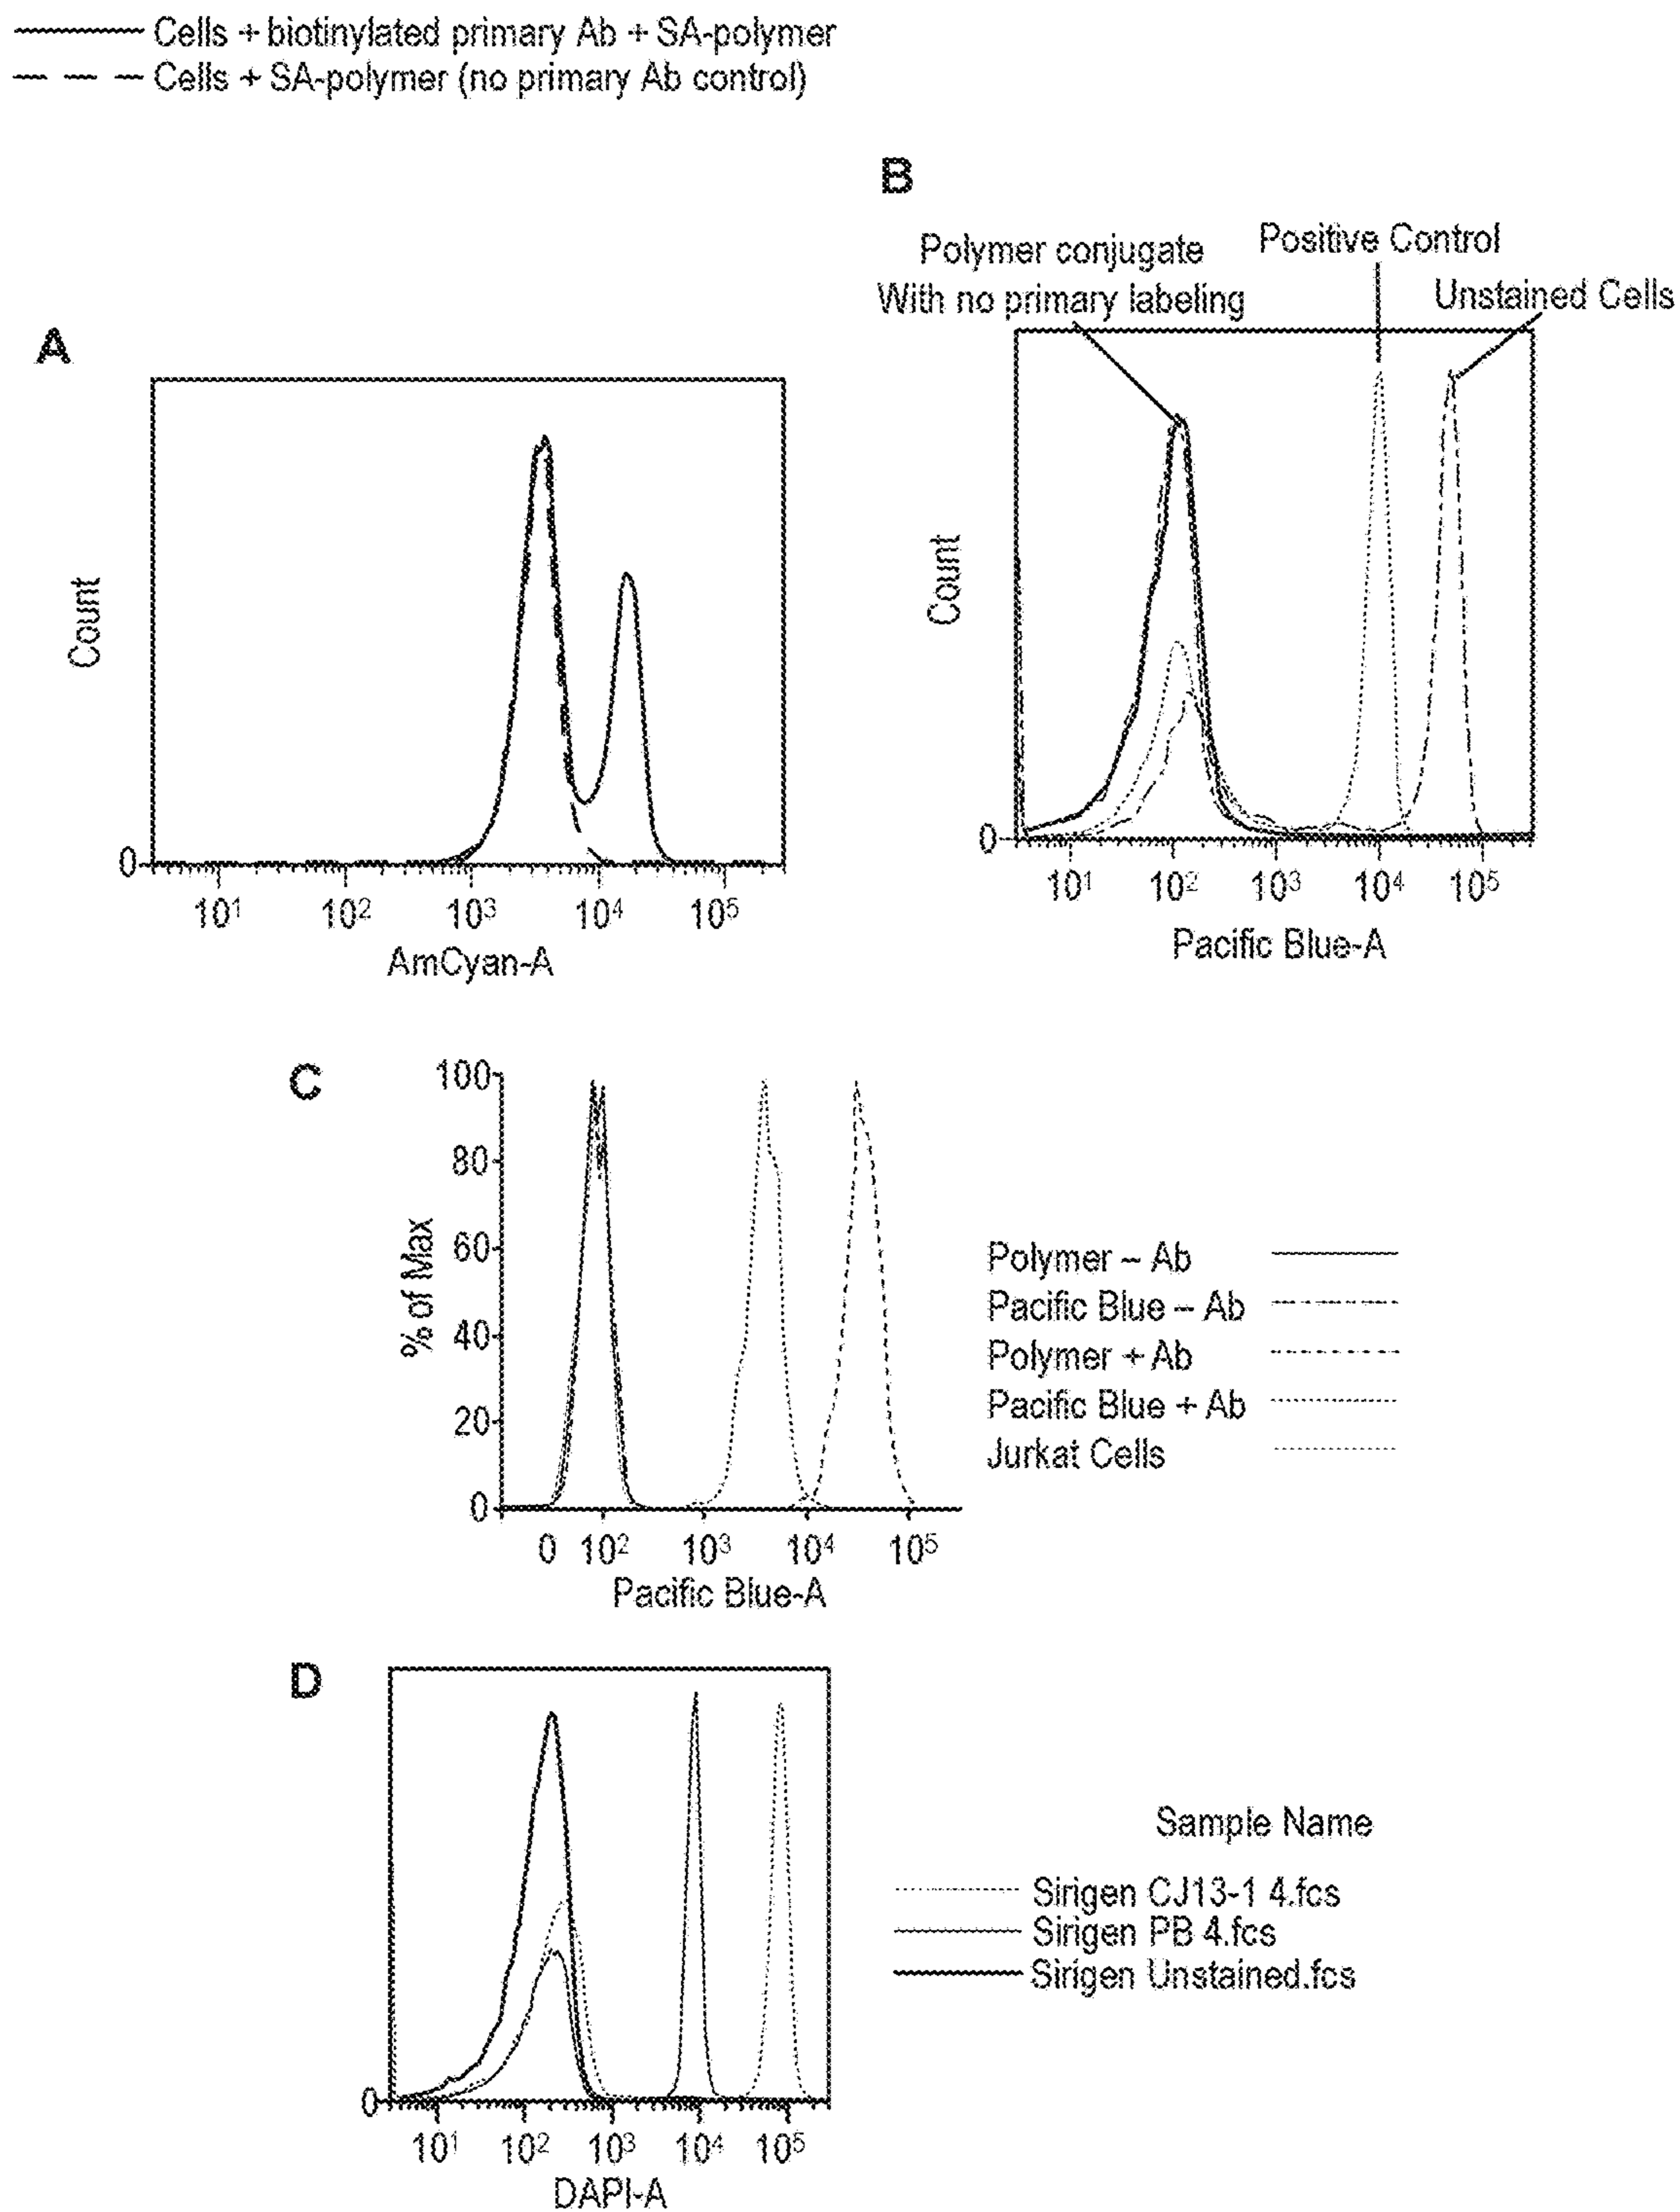 Cells + biotinylated primary Ab + SA-polymer
Cells + SA-polymer (no primary Ab control)
A
Count
0
10¹ 10² 10³ 10⁴ 10⁵
AmCyan-A
B
Polymer conjugate
With no primary labeling
Positive Control
Unstained Cells
Count
0
10¹ 10² 10³ 10⁴ 10⁵
Pacific Blue-A
C
% of Max
100
80
60
40
20
0
0 10² 10³ 10⁴ 10⁵
Pacific Blue-A
Polymer – Ab
Pacific Blue – Ab
Polymer + Ab
Pacific Blue + Ab
Jurkat Cells
D
0
10¹ 10² 10³ 10⁴ 10⁵
DAPI-A
Sample Name
Sirigen CJ13-1 4.fcs
Sirigen PB 4.fcs
Sirigen Unstained.fcs